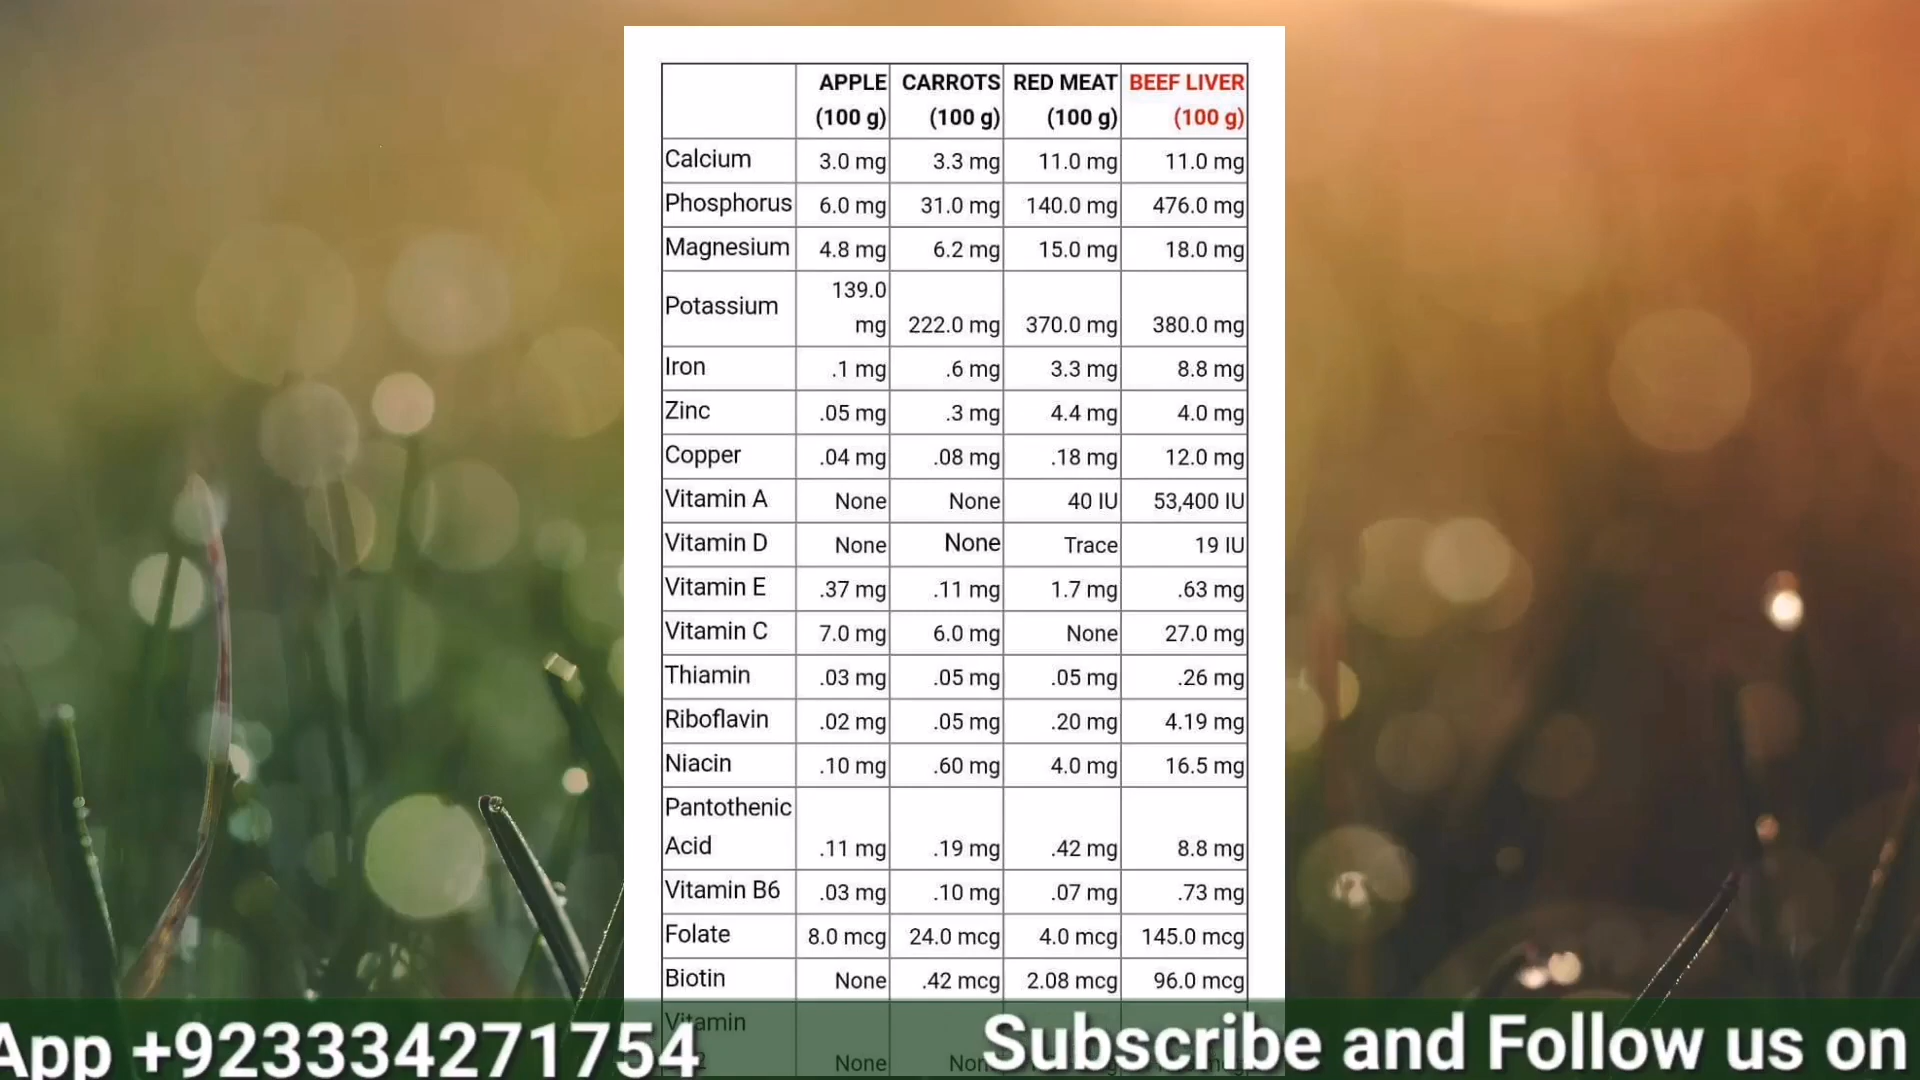 APPLE CARROTS RED MEAT BEEF LIVER
(100 g) (100 g) (100 g) (100 g)
Calcium 3.0 mg 3.3 mg 11.0 mg 11.0 mg
Phosphorus 6.0 mg 31.0 mg 140.0 mg 476.0 mg
Magnesium 4.8 mg 6.2 mg 15.0 mg 18.0 mg
Potassium 139.0
mg 222.0 mg 370.0 mg 380.0 mg
Iron .1 mg .6 mg 3.3 mg 8.8 mg
Zinc .05 mg .3 mg 4.4 mg 4.0 mg
Copper .04 mg .08 mg .18 mg 12.0 mg
Vitamin A None None 40 IU 53,400 IU
Vitamin D None None Trace 19 IU
Vitamin E .37 mg .11 mg 1.7 mg .63 mg
Vitamin C 7.0 mg 6.0 mg None 27.0 mg
Thiamin .03 mg .05 mg .05 mg .26 mg
Riboflavin .02 mg .05 mg .20 mg 4.19 mg
Niacin .10 mg .60 mg 4.0 mg 16.5 mg
Pantothenic
Acid .11 mg .19 mg .42 mg 8.8 mg
Vitamin B6 .03 mg .10 mg .07 mg .73 mg
Folate 8.0 mcg 24.0 mcg 4.0 mcg 145.0 mcg
Biotin None .42 mcg 2.08 mcg 96.0 mcg
Vitamin
None
App +923334271754 Subscribe and Follow us on